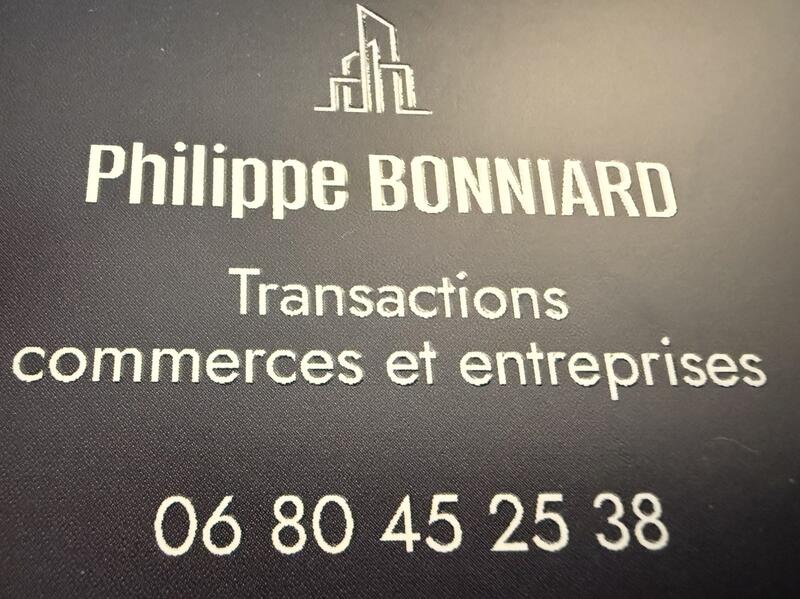 Philippe BONNIARD
Transactions
commerces et entreprises
06 80 45 25 38